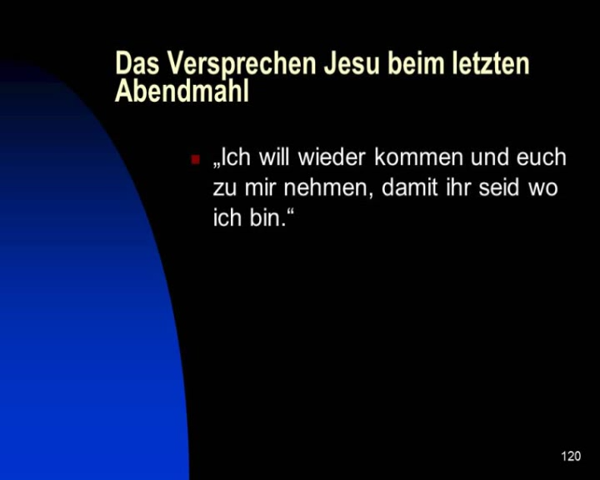 Das Versprechen Jesu beim letzten
Abendmahl
„Ich will wieder kommen und euch
zu mir nehmen, damit ihr seid wo
ich bin.“
120